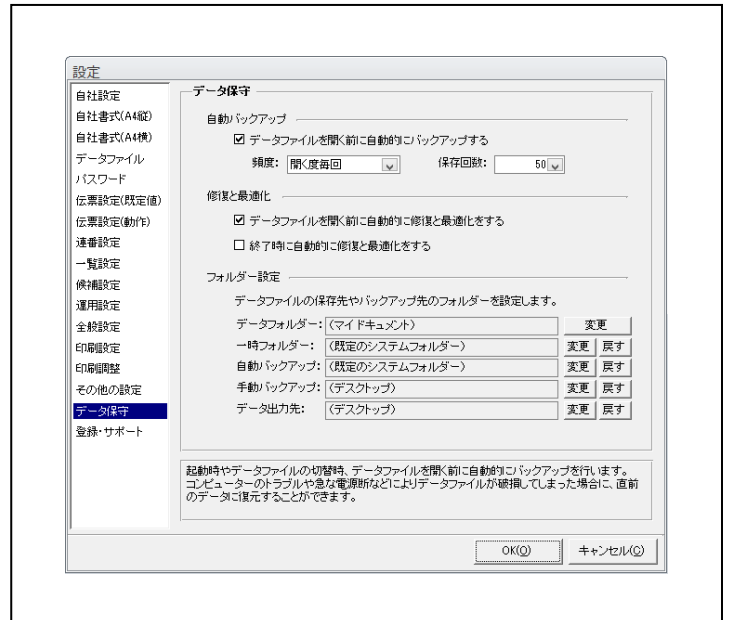 設定
自社設定
自社書式(A4縦)
自社書式(A4横)
データファイル
パスワード
伝票設定(既定値)
伝票設定(動作)
連番設定
一覧設定
候補設定
運用設定
全般設定
印刷設定
印刷調整
その他の設定
データ保守
登録・サポート
データ保守
自動バックアップ
データファイルを開く前に自動的にバックアップする
頻度: 開く度毎回 保存回数: 50
修復と最適化
データファイルを開く前に自動的に修復と最適化をする
終了時に自動的に修復と最適化をする
フォルダー設定
データファイルの保存先やバックアップ先のフォルダーを設定します。
データフォルダー: (マイドキュメント) 変更
一時フォルダー: (既定のシステムフォルダー) 変更 戻す
自動バックアップ: (既定のシステムフォルダー) 変更 戻す
手動バックアップ: (デスクトップ) 変更 戻す
データ出力先: (デスクトップ) 変更 戻す
起動時やデータファイルの切替時、データファイルを開く前に自動的にバックアップを行います。
コンピューターのトラブルや急な電源断などによりデータファイルが破損してしまった場合に、直前
のデータに復元することができます。
OK(O) キャンセル(C)